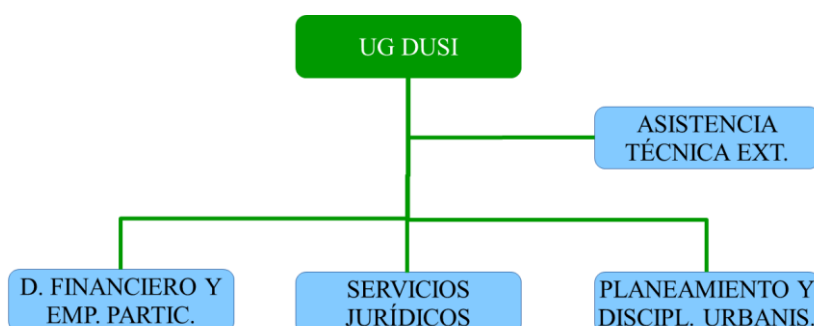 UG DUSI
ASISTENCIA
TÉCNICA EXT.
D. FINANCIERO Y
EMP. PARTIC.
SERVICIOS
JURÍDICOS
PLANEAMIENTO Y
DISCIPL. URBANIS.